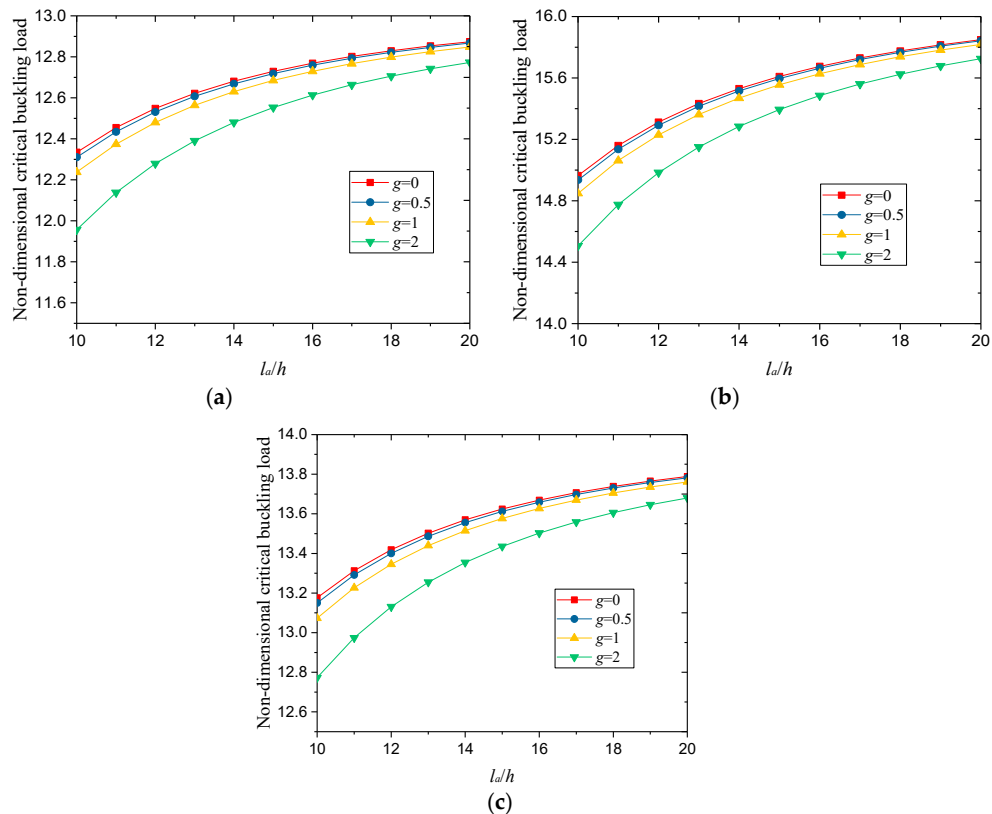 Non-dimensional critical buckling load
13.0
12.8
12.6
12.4
12.2
12.0
11.8
11.6
10 12 14 16 18 20
lₐ/h
g=0
g=0.5
g=1
g=2
(a)
Non-dimensional critical buckling load
16.0
15.6
15.2
14.8
14.4
14.0
10 12 14 16 18 20
lₐ/h
g=0
g=0.5
g=1
g=2
(b)
Non-dimensional critical buckling load
14.0
13.8
13.6
13.4
13.2
13.0
12.8
12.6
10 12 14 16 18 20
lₐ/h
g=0
g=0.5
g=1
g=2
(c)